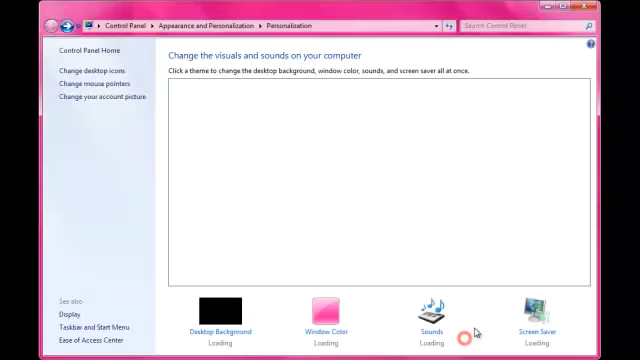 Control Panel ▸ Appearance and Personalization ▸ Personalization
Search Control Panel
Control Panel Home
Change desktop icons
Change mouse pointers
Change your account picture
Change the visuals and sounds on your computer
Click a theme to change the desktop background, window color, sounds, and screen saver all at once.
See also
Display
Taskbar and Start Menu
Ease of Access Center
Desktop Background
Loading
Window Color
Loading
Sounds
Loading
Screen Saver
Loading